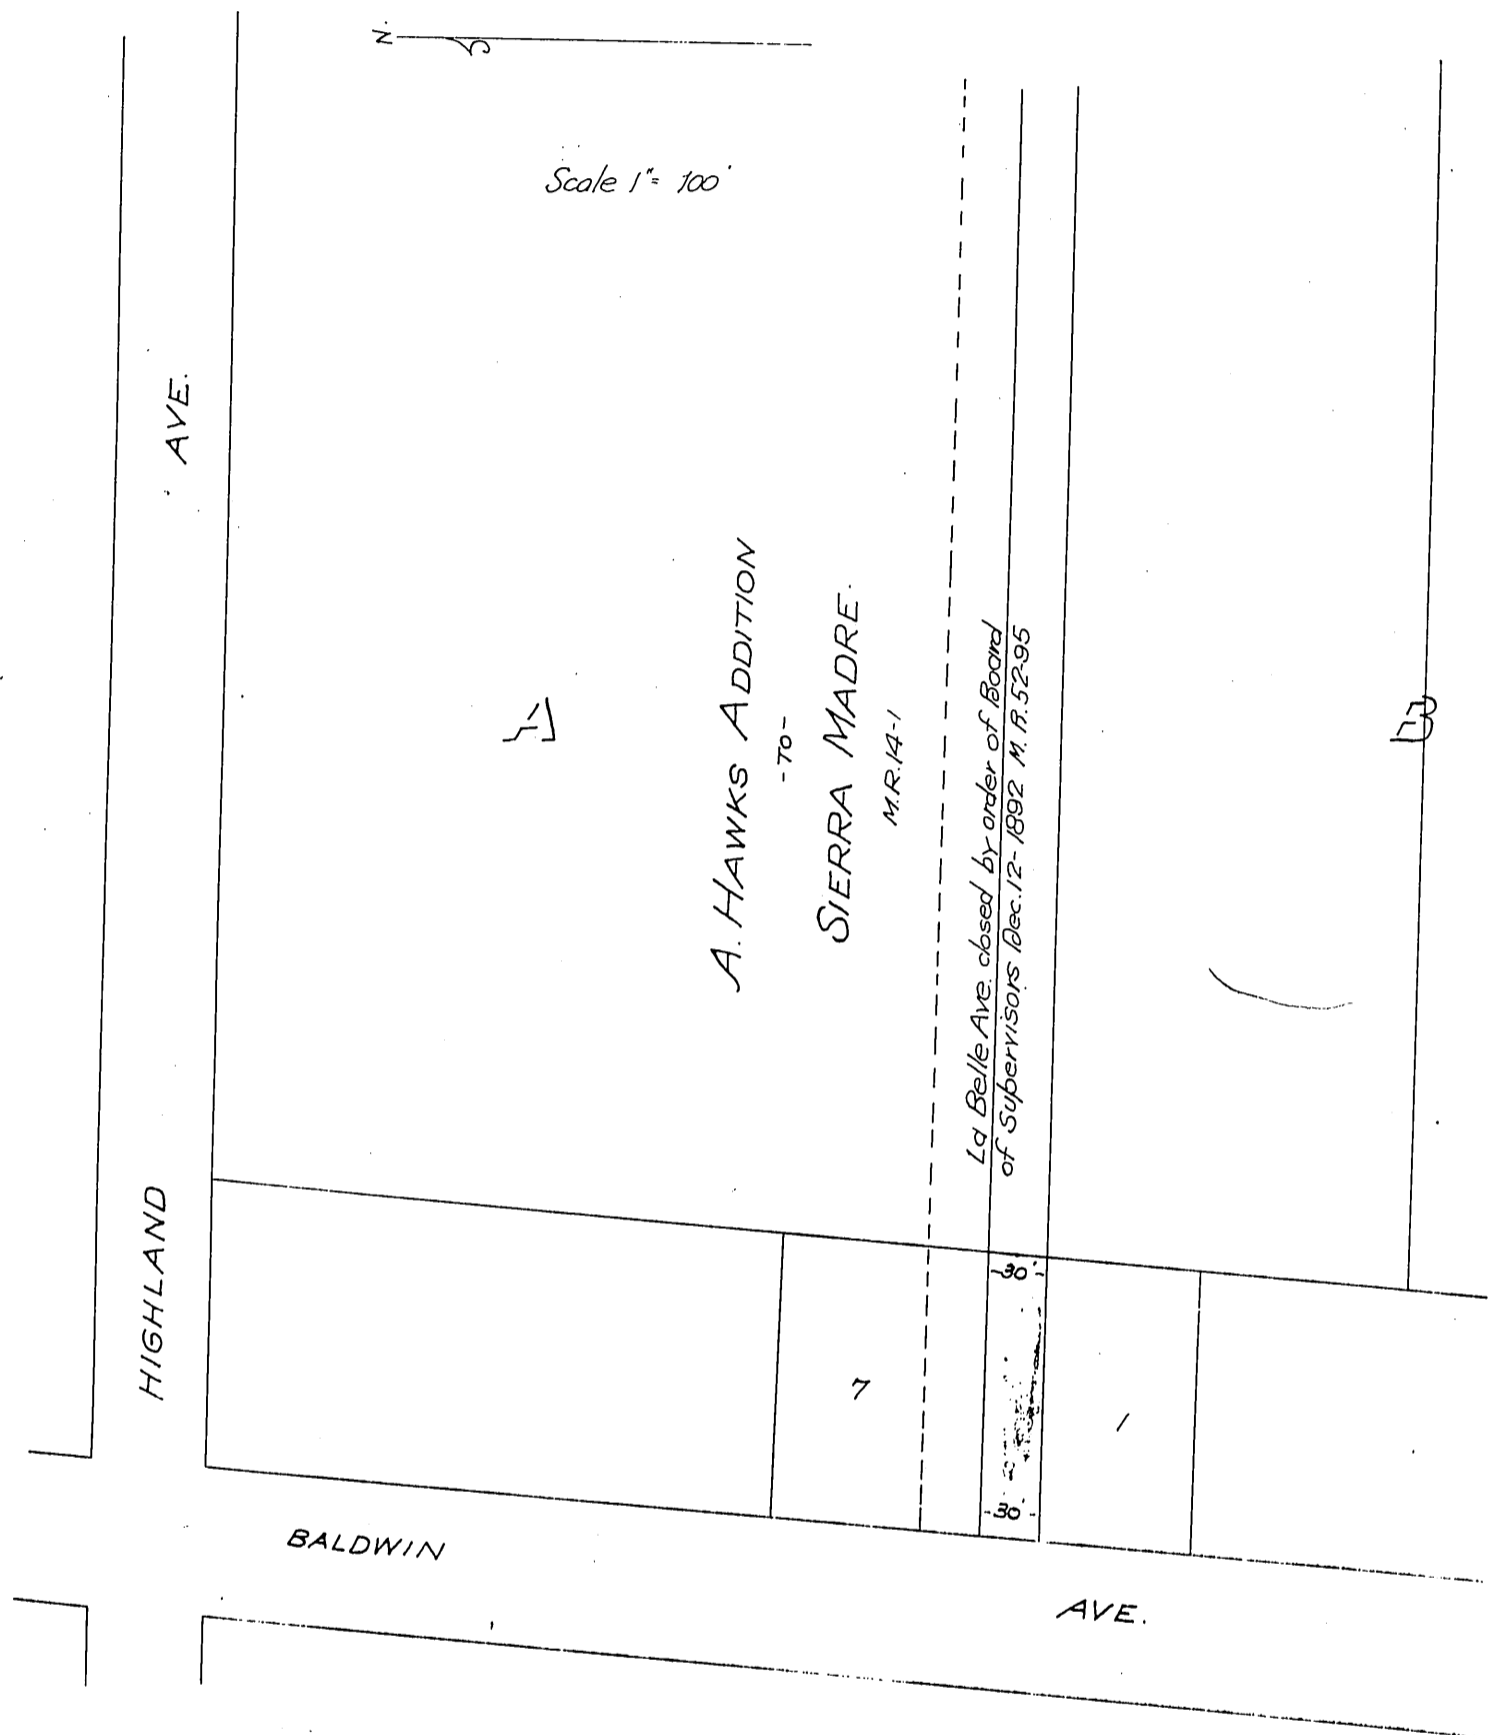 N.
Scale 1"= 100'
HIGHLAND AVE.
A
A. HAWKS ADDITION
-TO-
SIERRA MADRE.
M.R.14-1
La Belle Ave. closed by order of Board
of Supervisors Dec.12-1892 M.R.52-95
B
-30'-
7
1
-30'-
BALDWIN AVE.